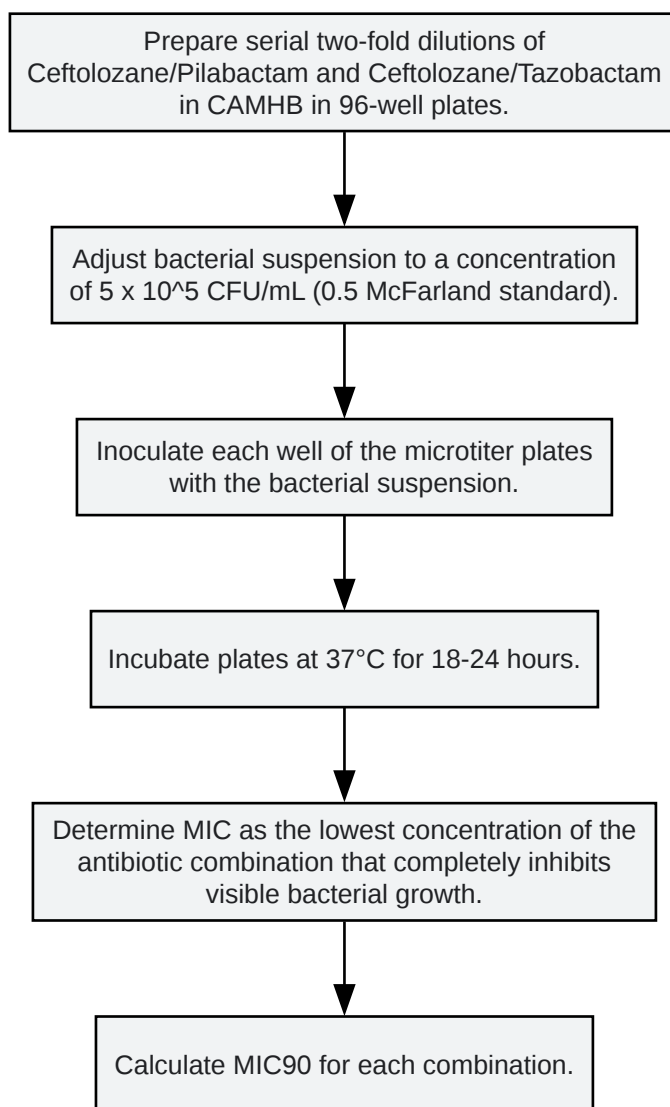 Prepare serial two-fold dilutions of
Ceftolozane/Pilabactam and Ceftolozane/Tazobactam
in CAMHB in 96-well plates.
Adjust bacterial suspension to a concentration
of 5 x 10^5 CFU/mL (0.5 McFarland standard).
Inoculate each well of the microtiter plates
with the bacterial suspension.
Incubate plates at 37°C for 18-24 hours.
Determine MIC as the lowest concentration of the
antibiotic combination that completely inhibits
visible bacterial growth.
Calculate MIC90 for each combination.